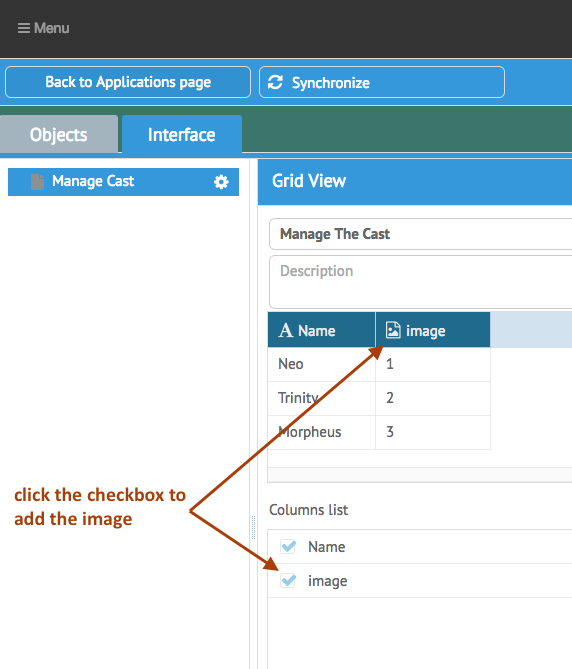 Menu
Back to Applications page
Synchronize
Objects
Interface
Manage Cast
Grid View
Manage The Cast
Description
A Name
image
Neo
1
Trinity
2
Morpheus
3
click the checkbox to
add the image
Columns list
Name
image